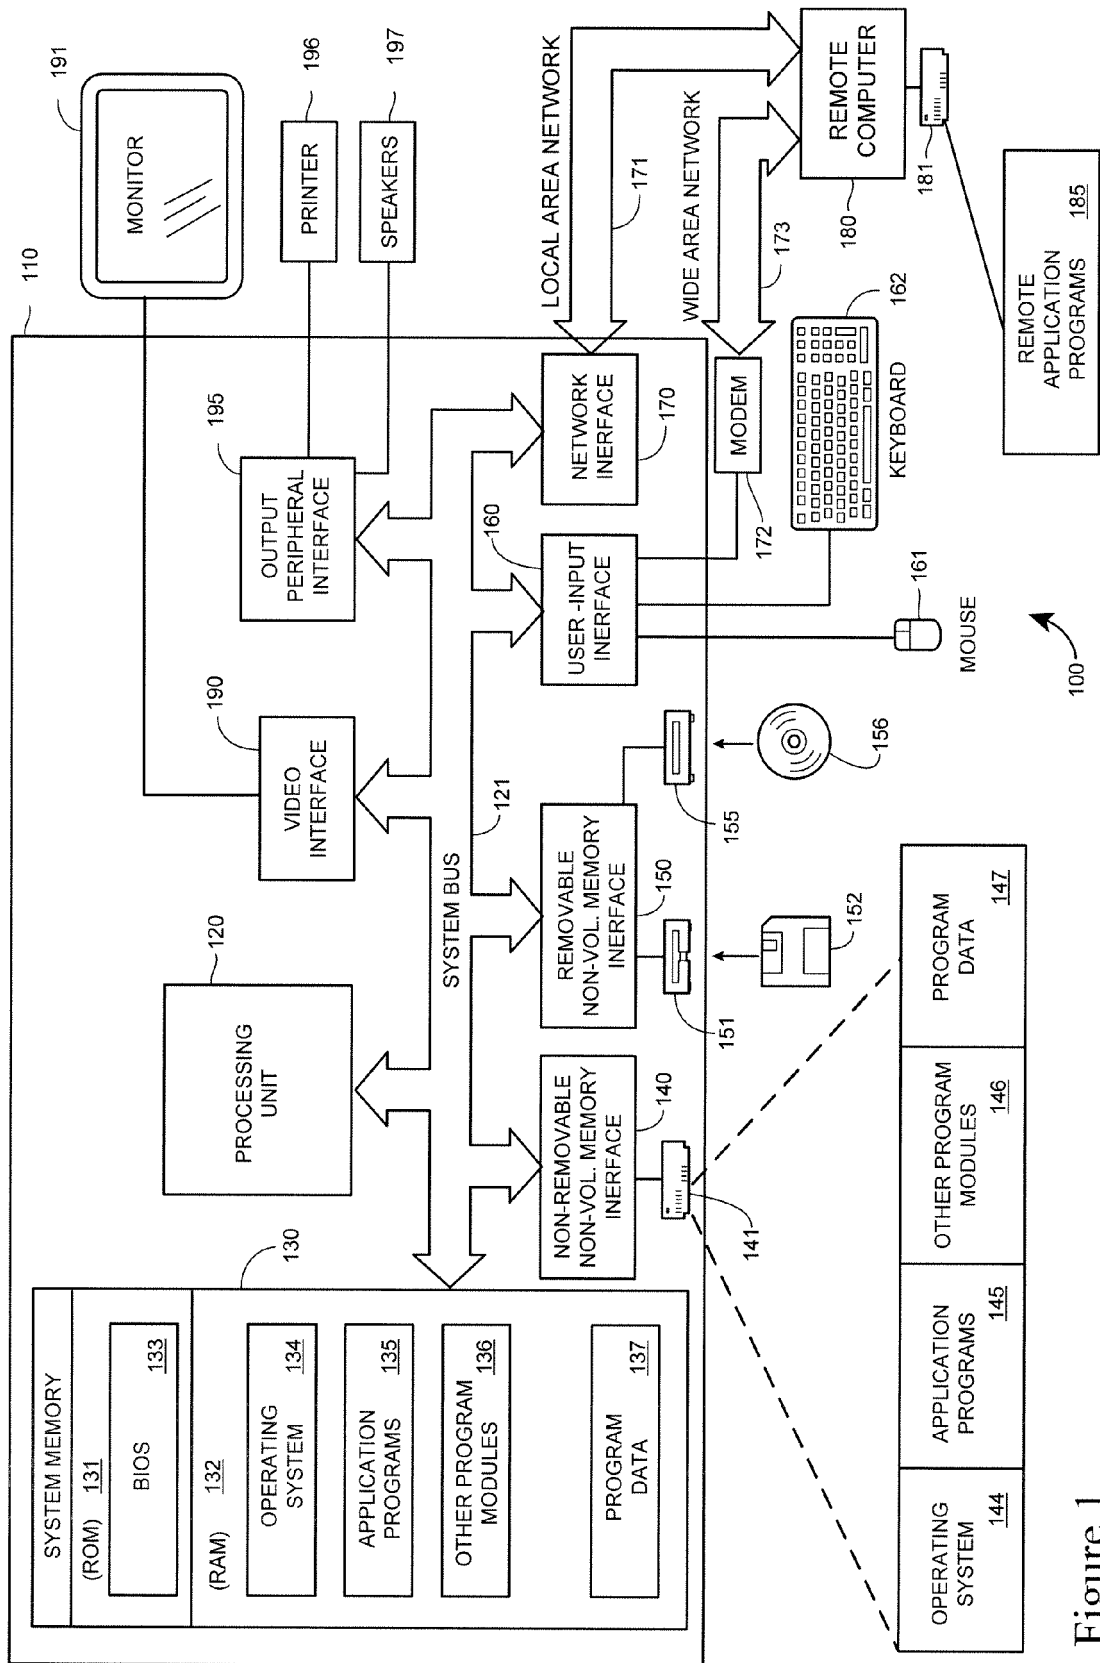 SYSTEM MEMORY
(ROM) 131
BIOS
133
(RAM) 132
OPERATING
SYSTEM
134
APPLICATION
PROGRAMS
135
OTHER PROGRAM
MODULES
136
PROGRAM
DATA
137
130
PROCESSING
UNIT
120
VIDEO
INTERFACE
190
OUTPUT
PERIPHERAL
INTERFACE
195
110
MONITOR
191
PRINTER
196
SPEAKERS
197
SYSTEM BUS
121
NON-REMOVABLE
NON-VOL. MEMORY
INERFACE
140
141
REMOVABLE
NON-VOL. MEMORY
INERFACE
150
151
152
155
156
USER -INPUT
INERFACE
160
NETWORK
INERFACE
170
LOCAL AREA NETWORK
171
WIDE AREA NETWORK
173
MODEM
172
KEYBOARD
162
MOUSE
161
REMOTE
COMPUTER
180
181
REMOTE
APPLICATION
PROGRAMS
185
OPERATING
SYSTEM
144
APPLICATION
PROGRAMS
145
OTHER PROGRAM
MODULES
146
PROGRAM
DATA
147
100
Figure 1